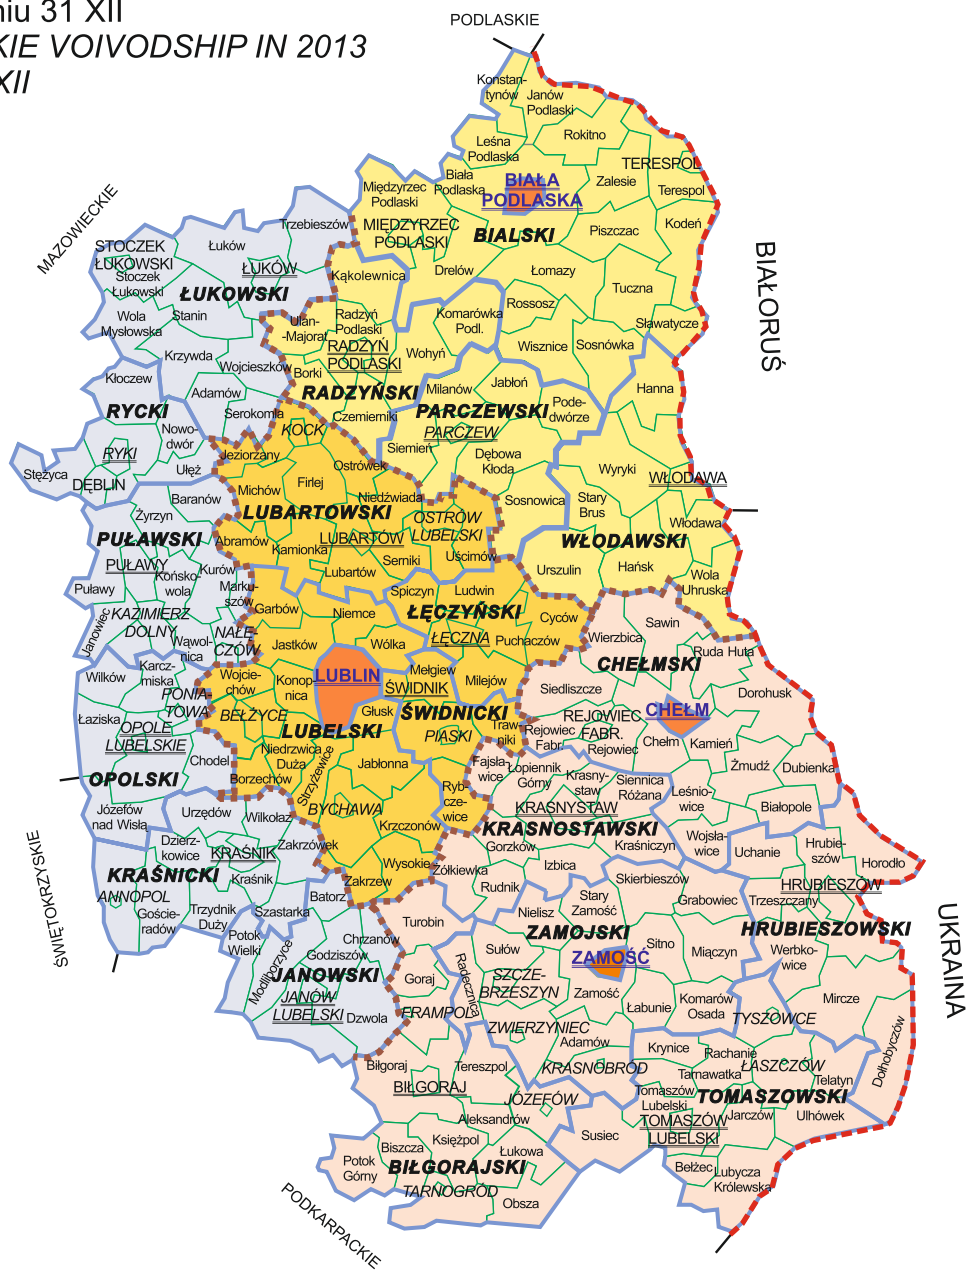 niu 31 XII
KIE VOIVODSHIP IN 2013
XII
PODLASKIE
MAZOWIECKIE
BIAŁORUŚ
ŚWIĘTOKRZYSKIE
UKRAINA
PODKARPACKIE
Konstan-
tynów
Janów
Podlaski
Rokitno
Leśna
Podlaska
TERESPOL
Biała
Podlaska
BIAŁA
PODLASKA
Zalesie
Terespol
Międzyrzec
Podlaski
MIĘDZYRZEC
PODLASKI
BIALSKI
Piszczac
Kodeń
Trzebieszów
STOCZEK
ŁUKOWSKI
Łuków
ŁUKÓW
Stoczek
Łukowski
ŁUKOWSKI
Kąkolewnica
Drelów
Łomazy
Tuczna
Rossosz
Sławatycze
Wola
Mysłowska
Stanin
Ulan-
-Majorat
Radzyń
Podlaski
RADZYŃ
PODLASKI
Komarówka
Podl.
Wohyń
Wisznice
Sosnówka
Krzywda
Wojcieszków
Borki
RADZYŃSKI
Kłoczew
Adamów
Milanów
Jabłoń
Hanna
RYCKI
Serokomla
Czemierniki
PARCZEWSKI
PARCZEW
Pode-
dwórze
Nowo-
dwór
KOCK
Siemień
RYKI
Ułęż
Jeziorzany
Ostrówek
Dębowa
Kłoda
Wyryki
WŁODAWA
Stężyca
DĘBLIN
Michów
Firlej
Niedźwiada
Sosnowica
Stary
Brus
Baranów
LUBARTOWSKI
OSTRÓW
LUBELSKI
Włodawa
Żyrzyn
PUŁAWSKI
Abramów
LUBARTÓW
Kamionka
WŁODAWSKI
PUŁAWY
Końsko-
wola
Kurów
Lubartów
Serniki
Uścimów
Urszulin
Hańsk
Wola
Uhruska
Puławy
Marku-
szów
Spiczyn
Ludwin
Garbów
Niemce
ŁĘCZYŃSKI
Cyców
Sawin
Janowiec
KAZIMIERZ
DOLNY
NAŁĘ-
CZÓW
Wąwol-
nica
Jastków
Wólka
ŁĘCZNA
Puchaczów
Wierzbica
Ruda Huta
CHEŁMSKI
Wilków
Karcz-
miska
Wojcie-
chów
Konop-
nica
LUBLIN
Mełgiew
ŚWIDNIK
Milejów
Siedliszcze
Dorohusk
PONIA-
TOWA
BEŁŻYCE
Głusk
ŚWIDNICKI
CHEŁM
Łaziska
OPOLE
LUBELSKIE
LUBELSKI
PIASKI
Traw-
niki
REJOWIEC
FABR.
Rejowiec
Fabr.
Rejowiec
Chełm
Kamień
Niedrzwica
Duża
Chodel
Borzechów
Strzyżewice
Jabłonna
Fajsła-
wice
Łopiennik
Górny
Krasny-
staw
Siennica
Różana
Żmudź
Dubienka
OPOLSKI
Józefów
nad Wisłą
Urzędów
Wilkołaz
BYCHAWA
Ryb-
cze-
wice
KRASNYSTAW
Leśnio-
wice
Białopole
Krzczonów
KRASNOSTAWSKI
Dzierz-
kowice
KRAŚNIK
Zakrzówek
Gorzków
Kraśniczyn
Wojsła-
wice
Uchanie
Hrubie-
szów
Horodło
KRAŚNICKI
Kraśnik
Wysokie
Zakrzew
Żółkiewka
Izbica
ANNOPOL
Rudnik
Skierbieszów
HRUBIESZÓW
Goście-
radów
Trzydnik
Duży
Szastarka
Batorz
Turobin
Nielisz
Stary
Zamość
Grabowiec
Trzeszczany
Potok
Wielki
Chrzanów
Godziszów
ZAMOJSKI
HRUBIESZOWSKI
Modliborzyce
JANOWSKI
Sułów
ZAMOŚĆ
Sitno
Miączyn
Werbko-
wice
JANÓW
LUBELSKI
Goraj
Radecznica
SZCZE-
BRZESZYN
Zamość
Dzwola
FRAMPOL
ZWIERZYNIEC
Łabunie
Komarów
Osada
TYSZOWCE
Mircze
Dołhobyczów
Adamów
Krynice
Rachanie
ŁASZCZÓW
Biłgoraj
Tereszpol
KRASNOBRÓD
Tarnawatka
Telatyn
BIŁGORAJ
JÓZEFÓW
Tomaszów
Lubelski
TOMASZOWSKI
Aleksandrów
TOMASZÓW
LUBELSKI
Jarczów
Ulhówek
Biszcza
Księżpol
Łukowa
Susiec
Potok
Górny
BIŁGORAJSKI
Bełżec
Lubycza
Królewska
TARNOGRÓD
Obsza